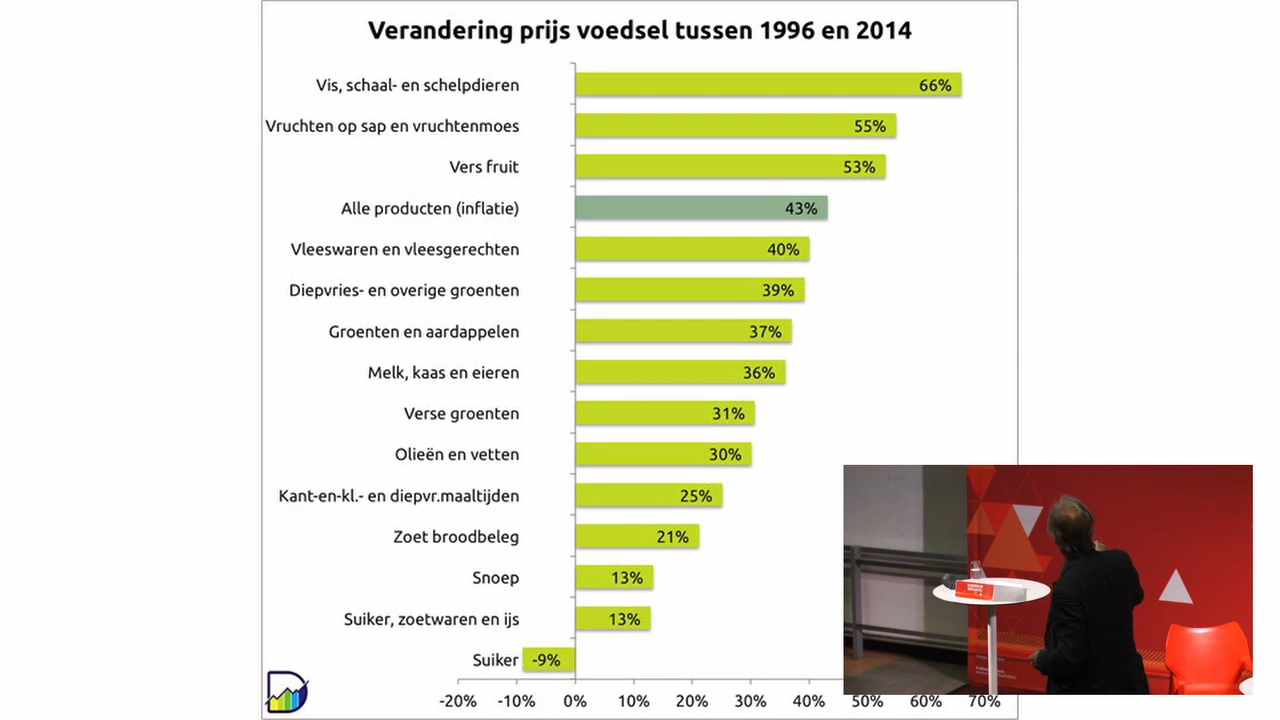 Verandering prijs voedsel tussen 1996 en 2014
Vis, schaal- en schelpdieren 66%
Vruchten op sap en vruchtenmoes 55%
Vers fruit 53%
Alle producten (inflatie) 43%
Vleeswaren en vleesgerechten 40%
Diepvries- en overige groenten 39%
Groenten en aardappelen 37%
Melk, kaas en eieren 36%
Verse groenten 31%
Olieën en vetten 30%
Kant-en-kl.- en diepvr.maaltijden 25%
Zoet broodbeleg 21%
Snoep 13%
Suiker, zoetwaren en ijs 13%
Suiker -9%
-20% -10% 0% 10% 20% 30% 40% 50% 60% 70%